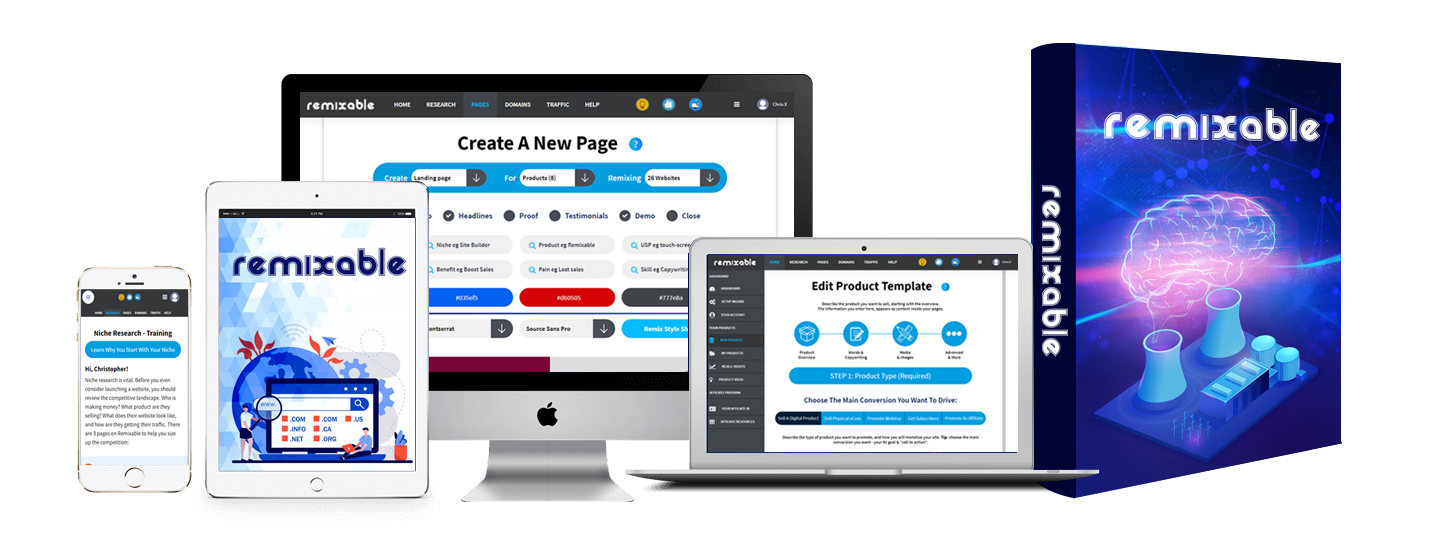 remixable
HOME RESEARCH PAGES DOMAINS TRAFFIC HELP
Chris X
Create A New Page ?
Create Landing page For Products (8) Remixing 26 Websites
Headlines Proof Testimonials Demo Close
Niche eg Site Builder Product eg Remixable USP eg touch-scree
Benefit eg Boost Sales Pain eg Lost sales Skill eg Copywriting
#035ef5 #d60505 #777e8a
ontserrat Source Sans Pro Remix Style Sh
remixable
WWW.
.COM .COM .US
.INFO .CA
.NET .ORG
HOME RESEARCH PAGES DOMAINS TRAFFIC HELP
Niche Research - Training
Learn Why You Start With Your Niche
Hi, Christopher!
Niche research is vital. Before you even
consider launching a website, you should
review the competitive landscape. Who is
making money? What product are they
selling? What does their website look like,
and how are they getting their traffic. There
are 3 pages on Remixable to help you size
up the competition:
remixable
HOME RESEARCH PAGES DOMAINS TRAFFIC HELP
DASHBOARD
DASHBOARD
SETUP WIZARD
YOUR ACCOUNT
YOUR PRODUCTS
NEW PRODUCT
MY PRODUCTS
PRODUCT IDEAS
AFFILIATE PROGRAM
YOUR AFFILIATE ID
AFFILIATE RESOURCES
Edit Product Template ?
Describe the product you want to sell, starting with the overview.
The information you enter here, appears as content inside your pages.
Product
Overview
Words &
Copywriting
Media
& Images
Advanced
& More
STEP 1: Product Type (Required)
Choose The Main Conversion You Want To Drive:
Sell A Digital Product Sell Physical/eCom Promote Webinar Get Subscribers Promote As Affiliate
Describe the type of product you want to promote, and how you will monetize your site. Tip: choose the main
conversion you want - your #1 goal & "call to action".
remixable
remixable